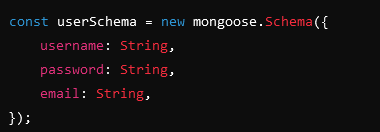 const userSchema = new mongoose.Schema({
    username: String,
    password: String,
    email: String,
});